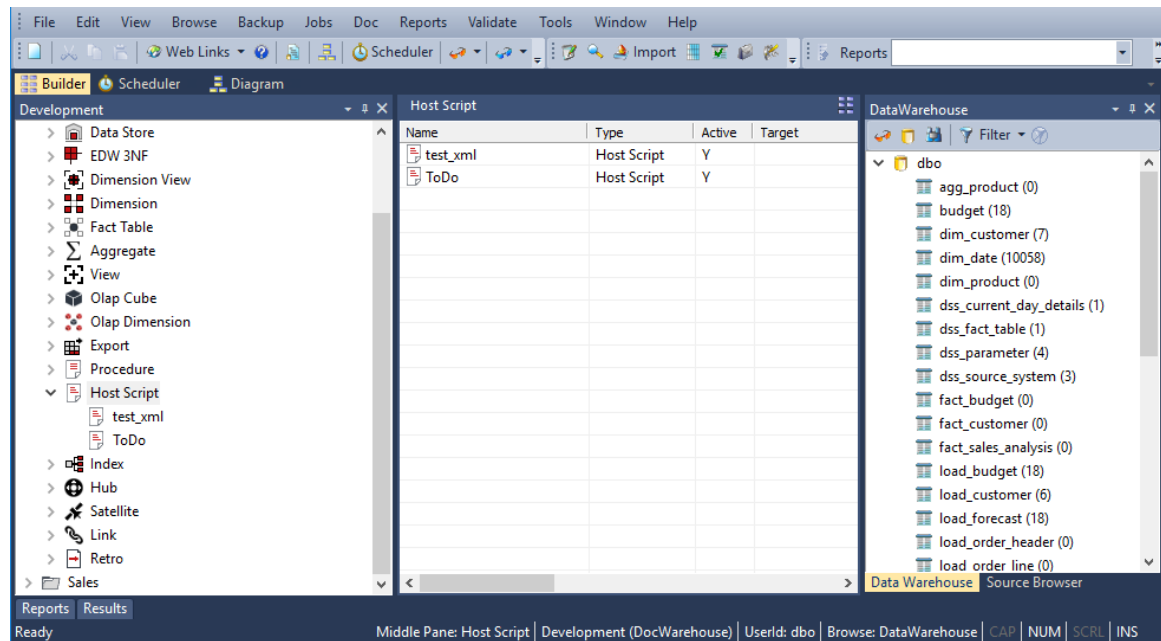 File Edit View Browse Backup Jobs Doc Reports Validate Tools Window Help
Web Links Scheduler Import Reports
Builder Scheduler Diagram
Development
Data Store
EDW 3NF
Dimension View
Dimension
Fact Table
Aggregate
View
Olap Cube
Olap Dimension
Export
Procedure
Host Script
test_xml
ToDo
Index
Hub
Satellite
Link
Retro
Sales
Host Script
Name Type Active Target
test_xml Host Script Y
ToDo Host Script Y
DataWarehouse
Filter
dbo
agg_product (0)
budget (18)
dim_customer (7)
dim_date (10058)
dim_product (0)
dss_current_day_details (1)
dss_fact_table (1)
dss_parameter (4)
dss_source_system (3)
fact_budget (0)
fact_customer (0)
fact_sales_analysis (0)
load_budget (18)
load_customer (6)
load_forecast (18)
load_order_header (0)
load_order_line (0)
Data Warehouse Source Browser
Reports Results
Ready Middle Pane: Host Script Development (DocWarehouse) UserId: dbo Browse: DataWarehouse CAP NUM SCRL INS